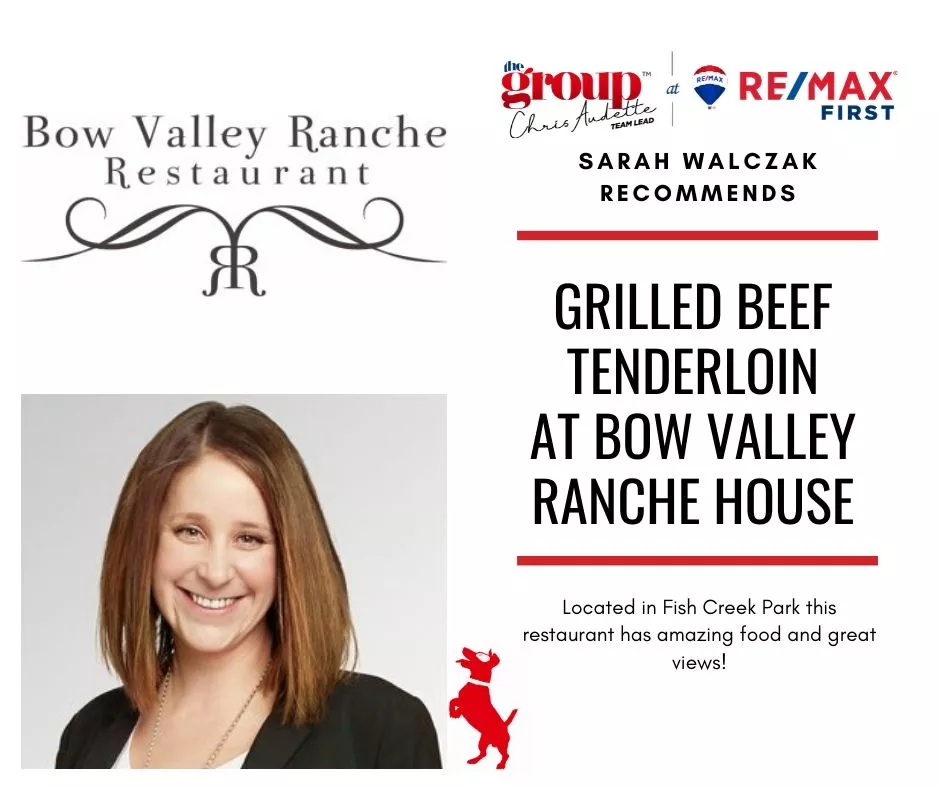 Bow Valley Ranche
Restaurant
RR
the
group™
Chris Audette
TEAM LEAD
at
RE/MAX
RE/MAX®
FIRST
SARAH WALCZAK
RECOMMENDS
GRILLED BEEF
TENDERLOIN
AT BOW VALLEY
RANCHE HOUSE
Located in Fish Creek Park this
restaurant has amazing food and great
views!